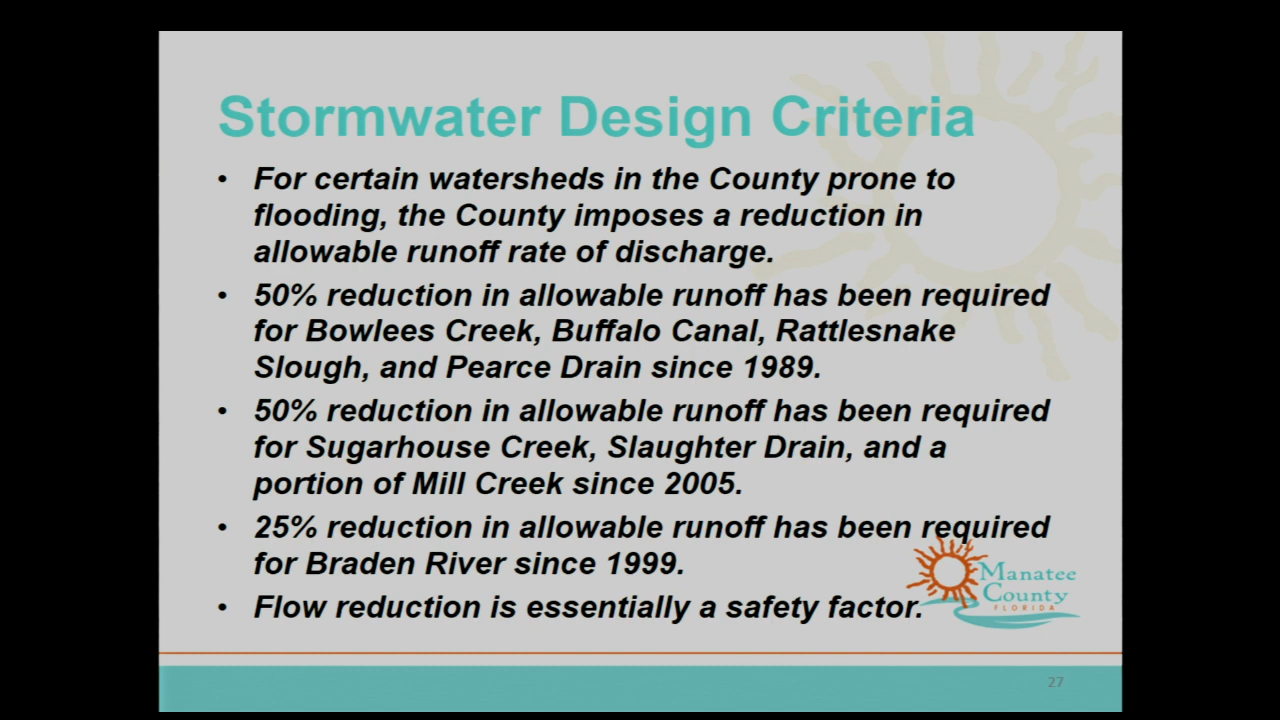 Stormwater Design Criteria
• For certain watersheds in the County prone to
flooding, the County imposes a reduction in
allowable runoff rate of discharge.
• 50% reduction in allowable runoff has been required
for Bowlees Creek, Buffalo Canal, Rattlesnake
Slough, and Pearce Drain since 1989.
• 50% reduction in allowable runoff has been required
for Sugarhouse Creek, Slaughter Drain, and a
portion of Mill Creek since 2005.
• 25% reduction in allowable runoff has been required
for Braden River since 1999.
• Flow reduction is essentially a safety factor.
Manatee
County
FLORIDA
27